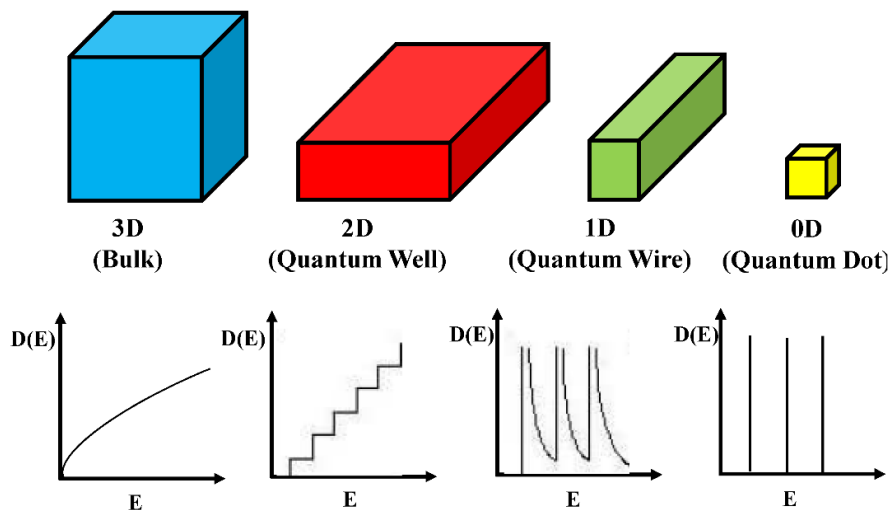 3D
(Bulk)
2D
(Quantum Well)
1D
(Quantum Wire)
0D
(Quantum Dot)
D(E)
E
D(E)
E
D(E)
E
D(E)
E